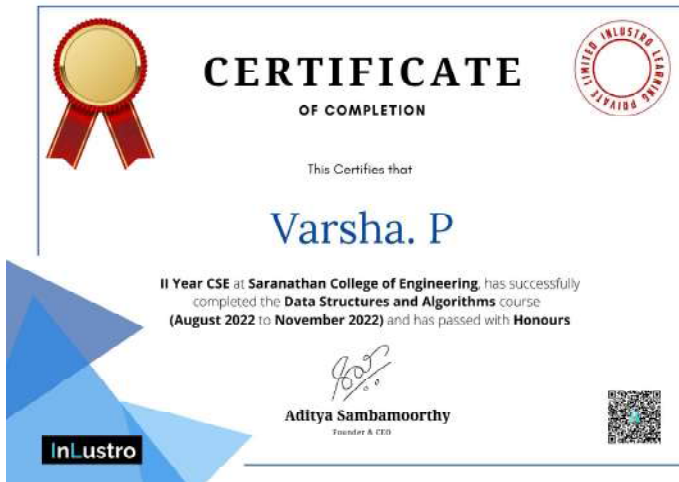 CERTIFICATE
OF COMPLETION
INLUSTRO LEARNING PRIVATE LIMITED
This Certifies that
Varsha. P
II Year CSE at Saranathan College of Engineering, has successfully
completed the Data Structures and Algorithms course
(August 2022 to November 2022) and has passed with Honours
Aditya Sambamoorthy
Founder & CEO
InLustro